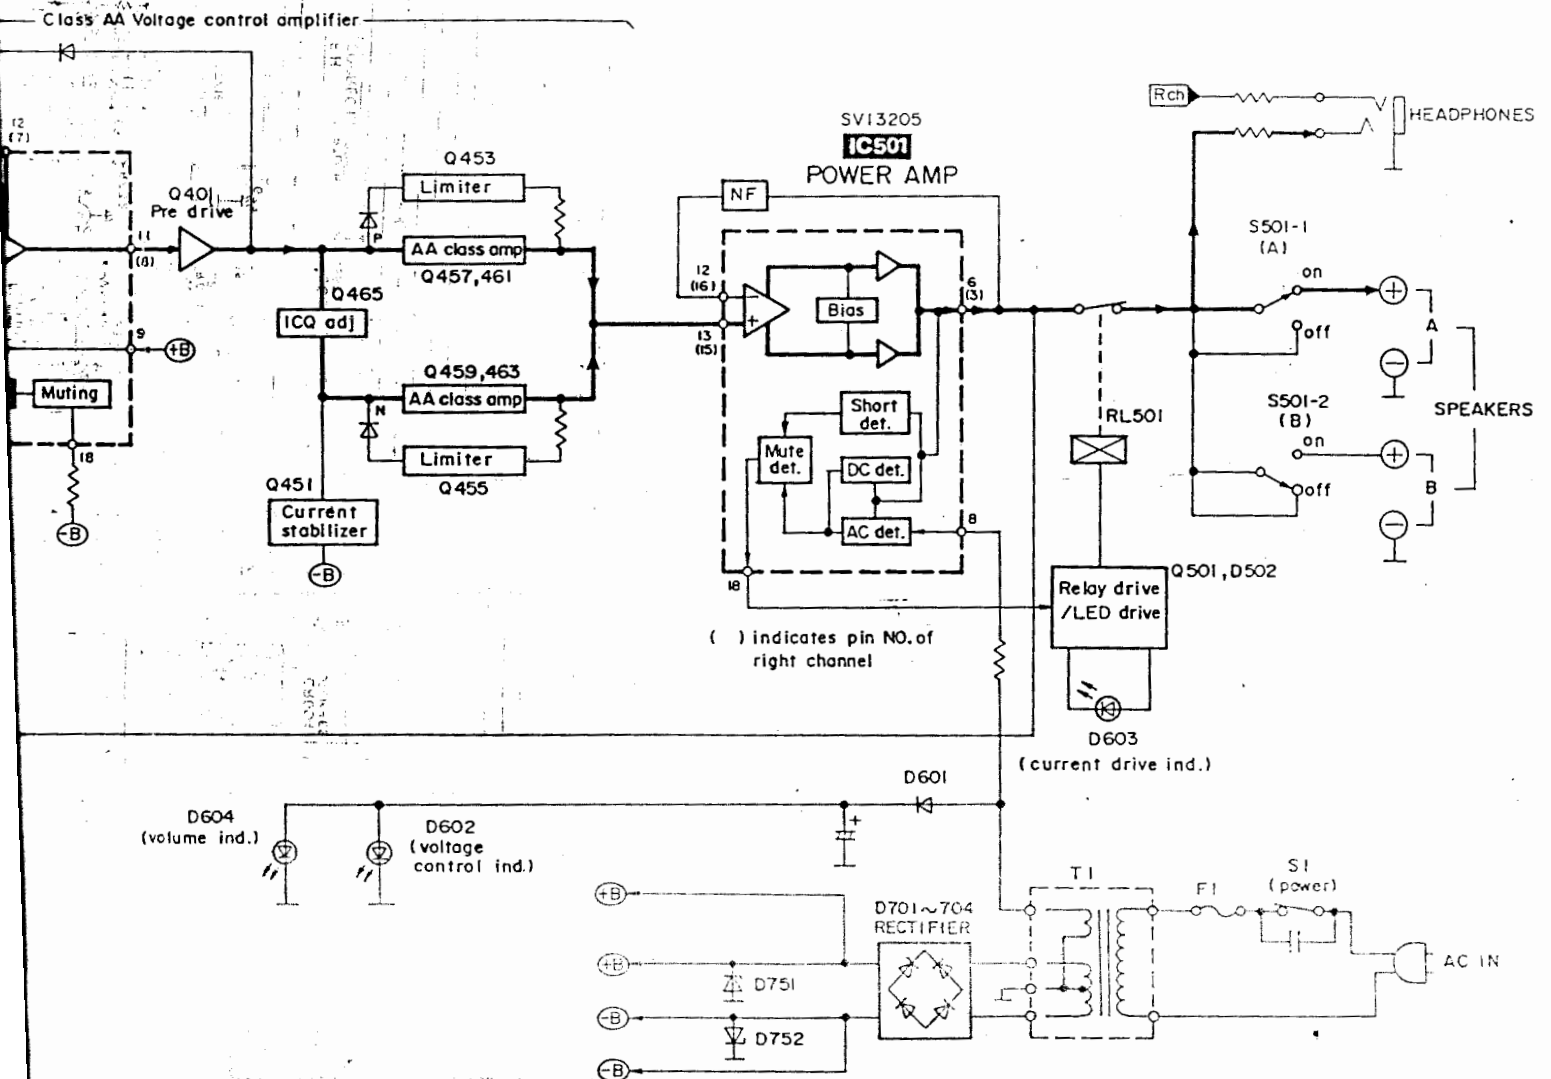 Class AA Voltage control amplifier
12
(7)
Q401
Pre drive
11
(8)
9
+B
Muting
18
-B
Q453
Limiter
P
AA class amp
Q457,461
Q465
ICQ adj
Q459,463
AA class amp
N
Limiter
Q455
Q451
Current
stabilizer
-B
SVI3205
IC501
POWER AMP
NF
12
(16)
13
(15)
−
+
Bias
6
(3)
Short
det.
Mute
det.
DC det.
AC det.
8
18
( ) indicates pin NO. of
right channel
Rch
HEADPHONES
S501-1
(A)
on
off
+
−
A
S501-2
(B)
on
off
+
−
B
SPEAKERS
RL501
Q501, D502
Relay drive
/LED drive
D603
(current drive ind.)
D601
+
D604
(volume ind.)
D602
(voltage
control ind.)
+B
+B
-B
-B
D751
D752
D701~704
RECTIFIER
T1
F1
S1
(power)
AC IN